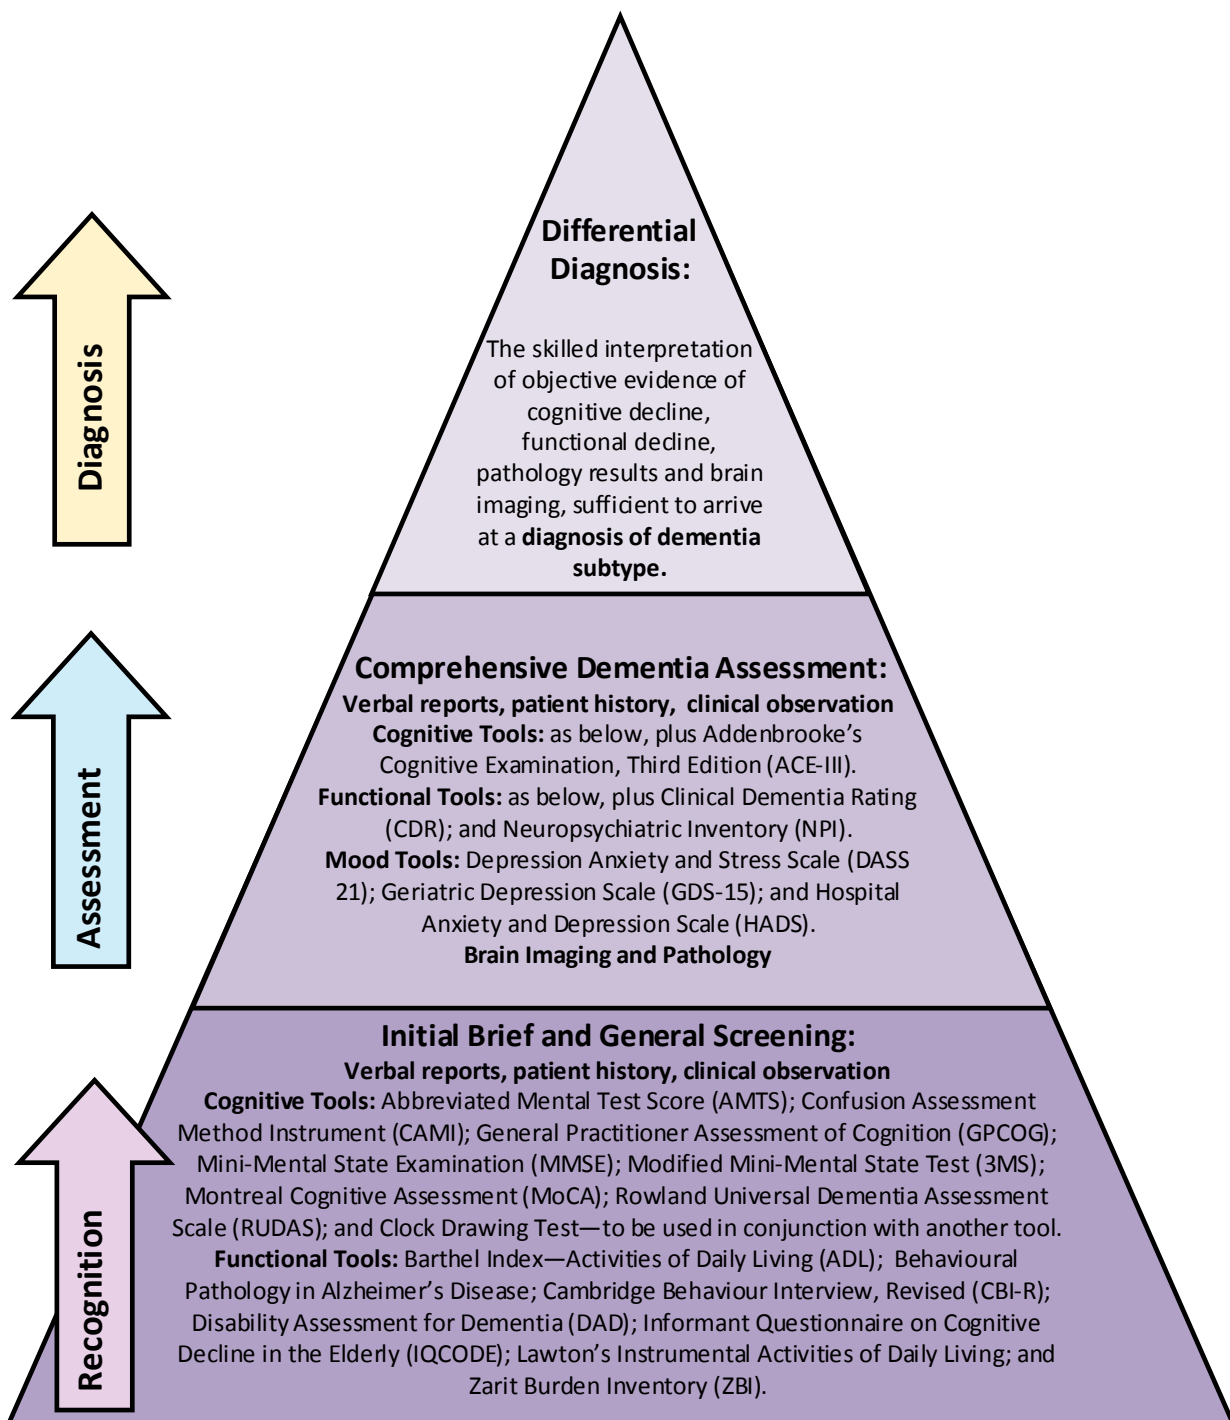 Differential
Diagnosis:
The skilled interpretation
of objective evidence of
cognitive decline,
functional decline,
pathology results and brain
imaging, sufficient to arrive
at a diagnosis of dementia
subtype.
Diagnosis
Comprehensive Dementia Assessment:
Verbal reports, patient history, clinical observation
Cognitive Tools: as below, plus Addenbrooke’s
Cognitive Examination, Third Edition (ACE-III).
Functional Tools: as below, plus Clinical Dementia Rating
(CDR); and Neuropsychiatric Inventory (NPI).
Mood Tools: Depression Anxiety and Stress Scale (DASS
21); Geriatric Depression Scale (GDS-15); and Hospital
Anxiety and Depression Scale (HADS).
Brain Imaging and Pathology
Assessment
Initial Brief and General Screening:
Verbal reports, patient history, clinical observation
Cognitive Tools: Abbreviated Mental Test Score (AMTS); Confusion Assessment
Method Instrument (CAMI); General Practitioner Assessment of Cognition (GPCOG);
Mini-Mental State Examination (MMSE); Modified Mini-Mental State Test (3MS);
Montreal Cognitive Assessment (MoCA); Rowland Universal Dementia Assessment
Scale (RUDAS); and Clock Drawing Test—to be used in conjunction with another tool.
Functional Tools: Barthel Index—Activities of Daily Living (ADL); Behavioural
Pathology in Alzheimer’s Disease; Cambridge Behaviour Interview, Revised (CBI-R);
Disability Assessment for Dementia (DAD); Informant Questionnaire on Cognitive
Decline in the Elderly (IQCODE); Lawton’s Instrumental Activities of Daily Living; and
Zarit Burden Inventory (ZBI).
Recognition